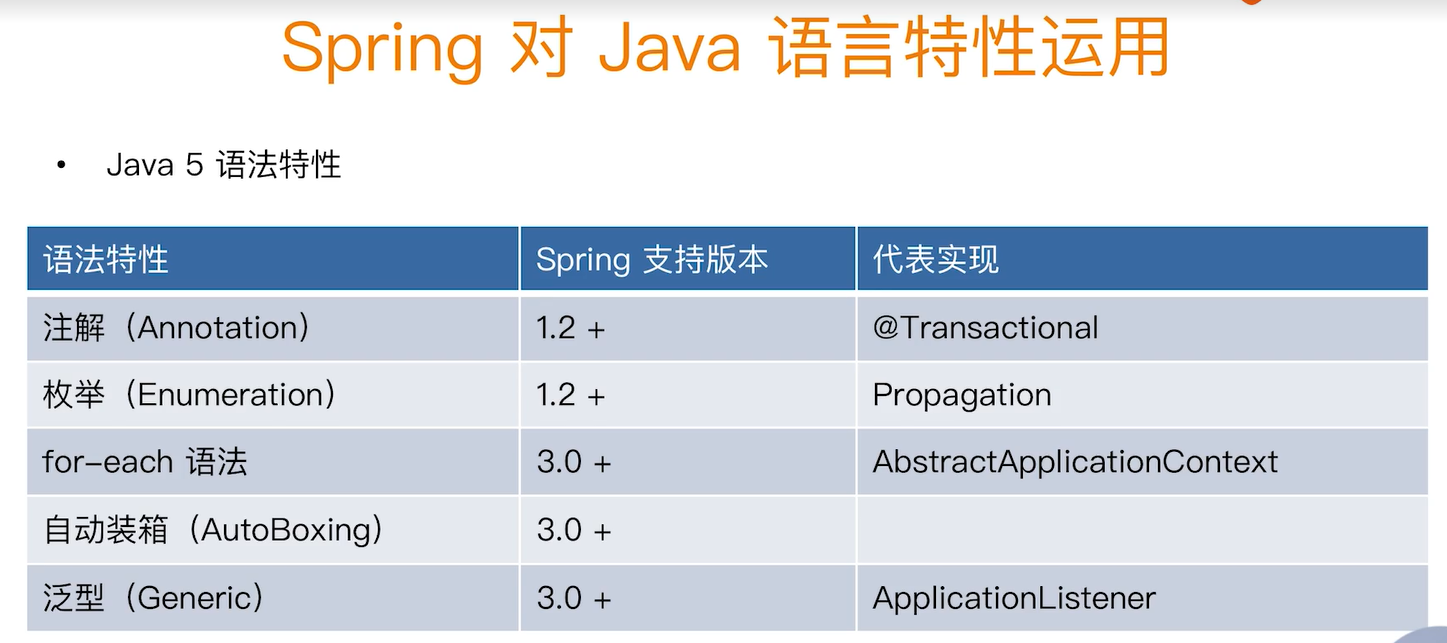 Spring 对 Java 语言特性运用
• Java 5 语法特性
语法特性 Spring 支持版本 代表实现
注解（Annotation） 1.2 + @Transactional
枚举（Enumeration） 1.2 + Propagation
for-each 语法 3.0 + AbstractApplicationContext
自动装箱（AutoBoxing） 3.0 +
泛型（Generic） 3.0 + ApplicationListener